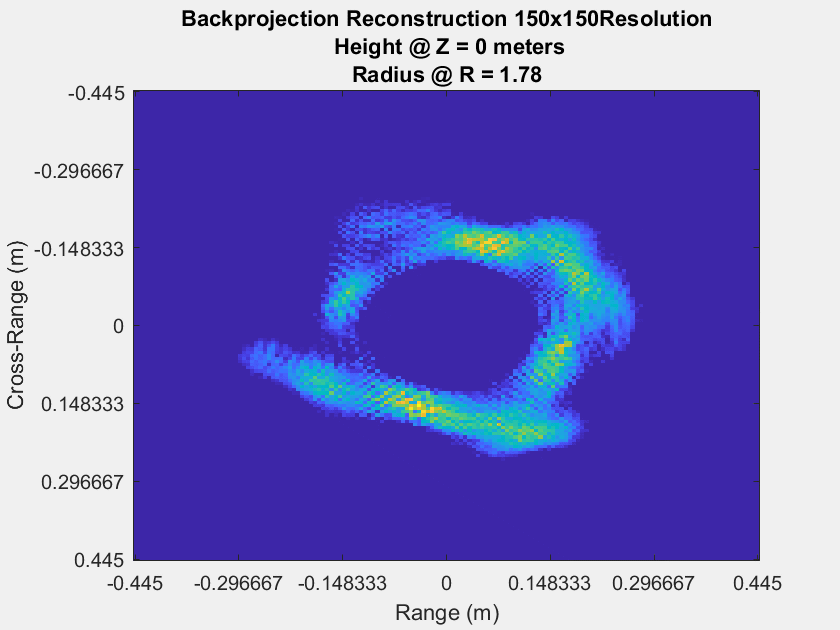 Backprojection Reconstruction 150x150Resolution
Height @ Z = 0 meters
Radius @ R = 1.78
-0.445
-0.296667
-0.148333
0
0.148333
0.296667
0.445
Cross-Range (m)
-0.445 -0.296667 -0.148333 0 0.148333 0.296667 0.445
Range (m)